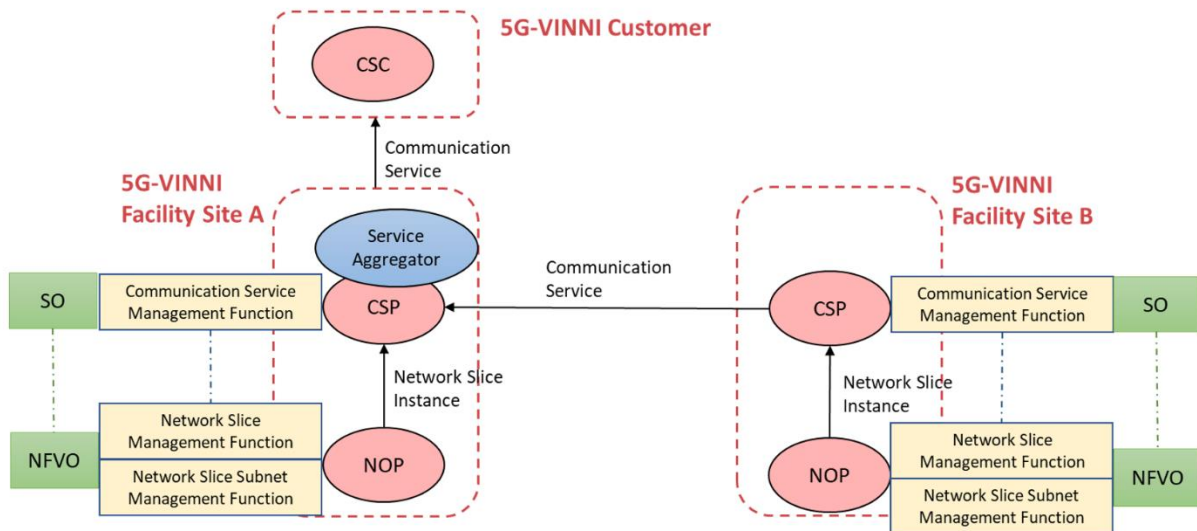 5G-VINNI Customer
CSC
Communication
Service
5G-VINNI
Facility Site A
5G-VINNI
Facility Site B
Service
Aggregator
Communication
Service
SO
Communication Service
Management Function
CSP
CSP
Communication Service
Management Function
SO
Network Slice
Instance
Network Slice
Instance
NFVO
Network Slice
Management Function
Network Slice Subnet
Management Function
NOP
NOP
Network Slice
Management Function
Network Slice Subnet
Management Function
NFVO